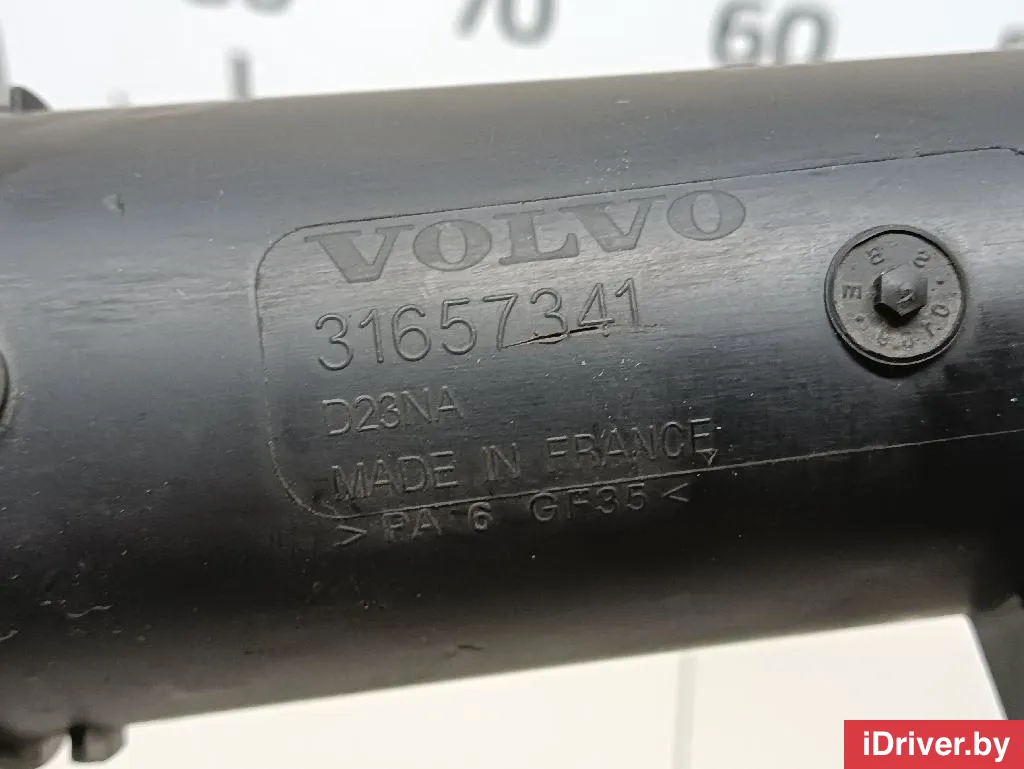 70
60
VOLVO
31657341
D23NA
MADE IN FRANCE
>PA 6 GF35<
iDriver.by